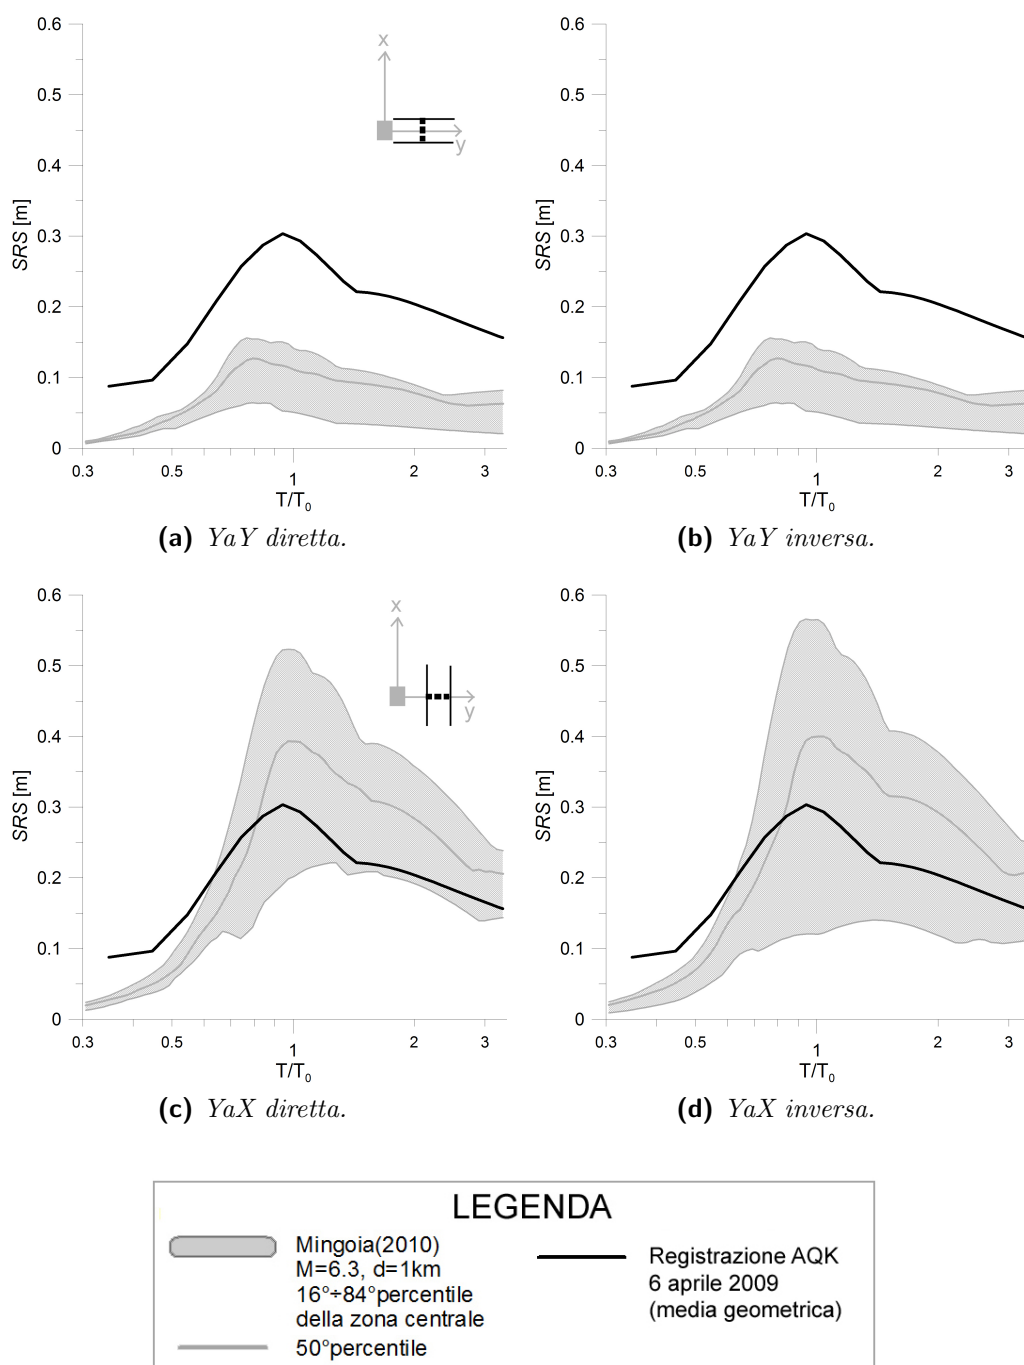 0.6
0.5
0.4
0.3
0.2
0.1
0
SRS [m]
x
y
0.3
0.5
1
2
3
T/T0
(a) YaY diretta.
0.6
0.5
0.4
0.3
0.2
0.1
0
SRS [m]
0.3
0.5
1
2
3
T/T0
(b) YaY inversa.
0.6
0.5
0.4
0.3
0.2
0.1
0
SRS [m]
x
y
0.3
0.5
1
2
3
T/T0
(c) YaX diretta.
0.6
0.5
0.4
0.3
0.2
0.1
0
SRS [m]
0.3
0.5
1
2
3
T/T0
(d) YaX inversa.
LEGENDA
Mingoia(2010)
M=6.3, d=1km
16°÷84°percentile
della zona centrale
50°percentile
Registrazione AQK
6 aprile 2009
(media geometrica)